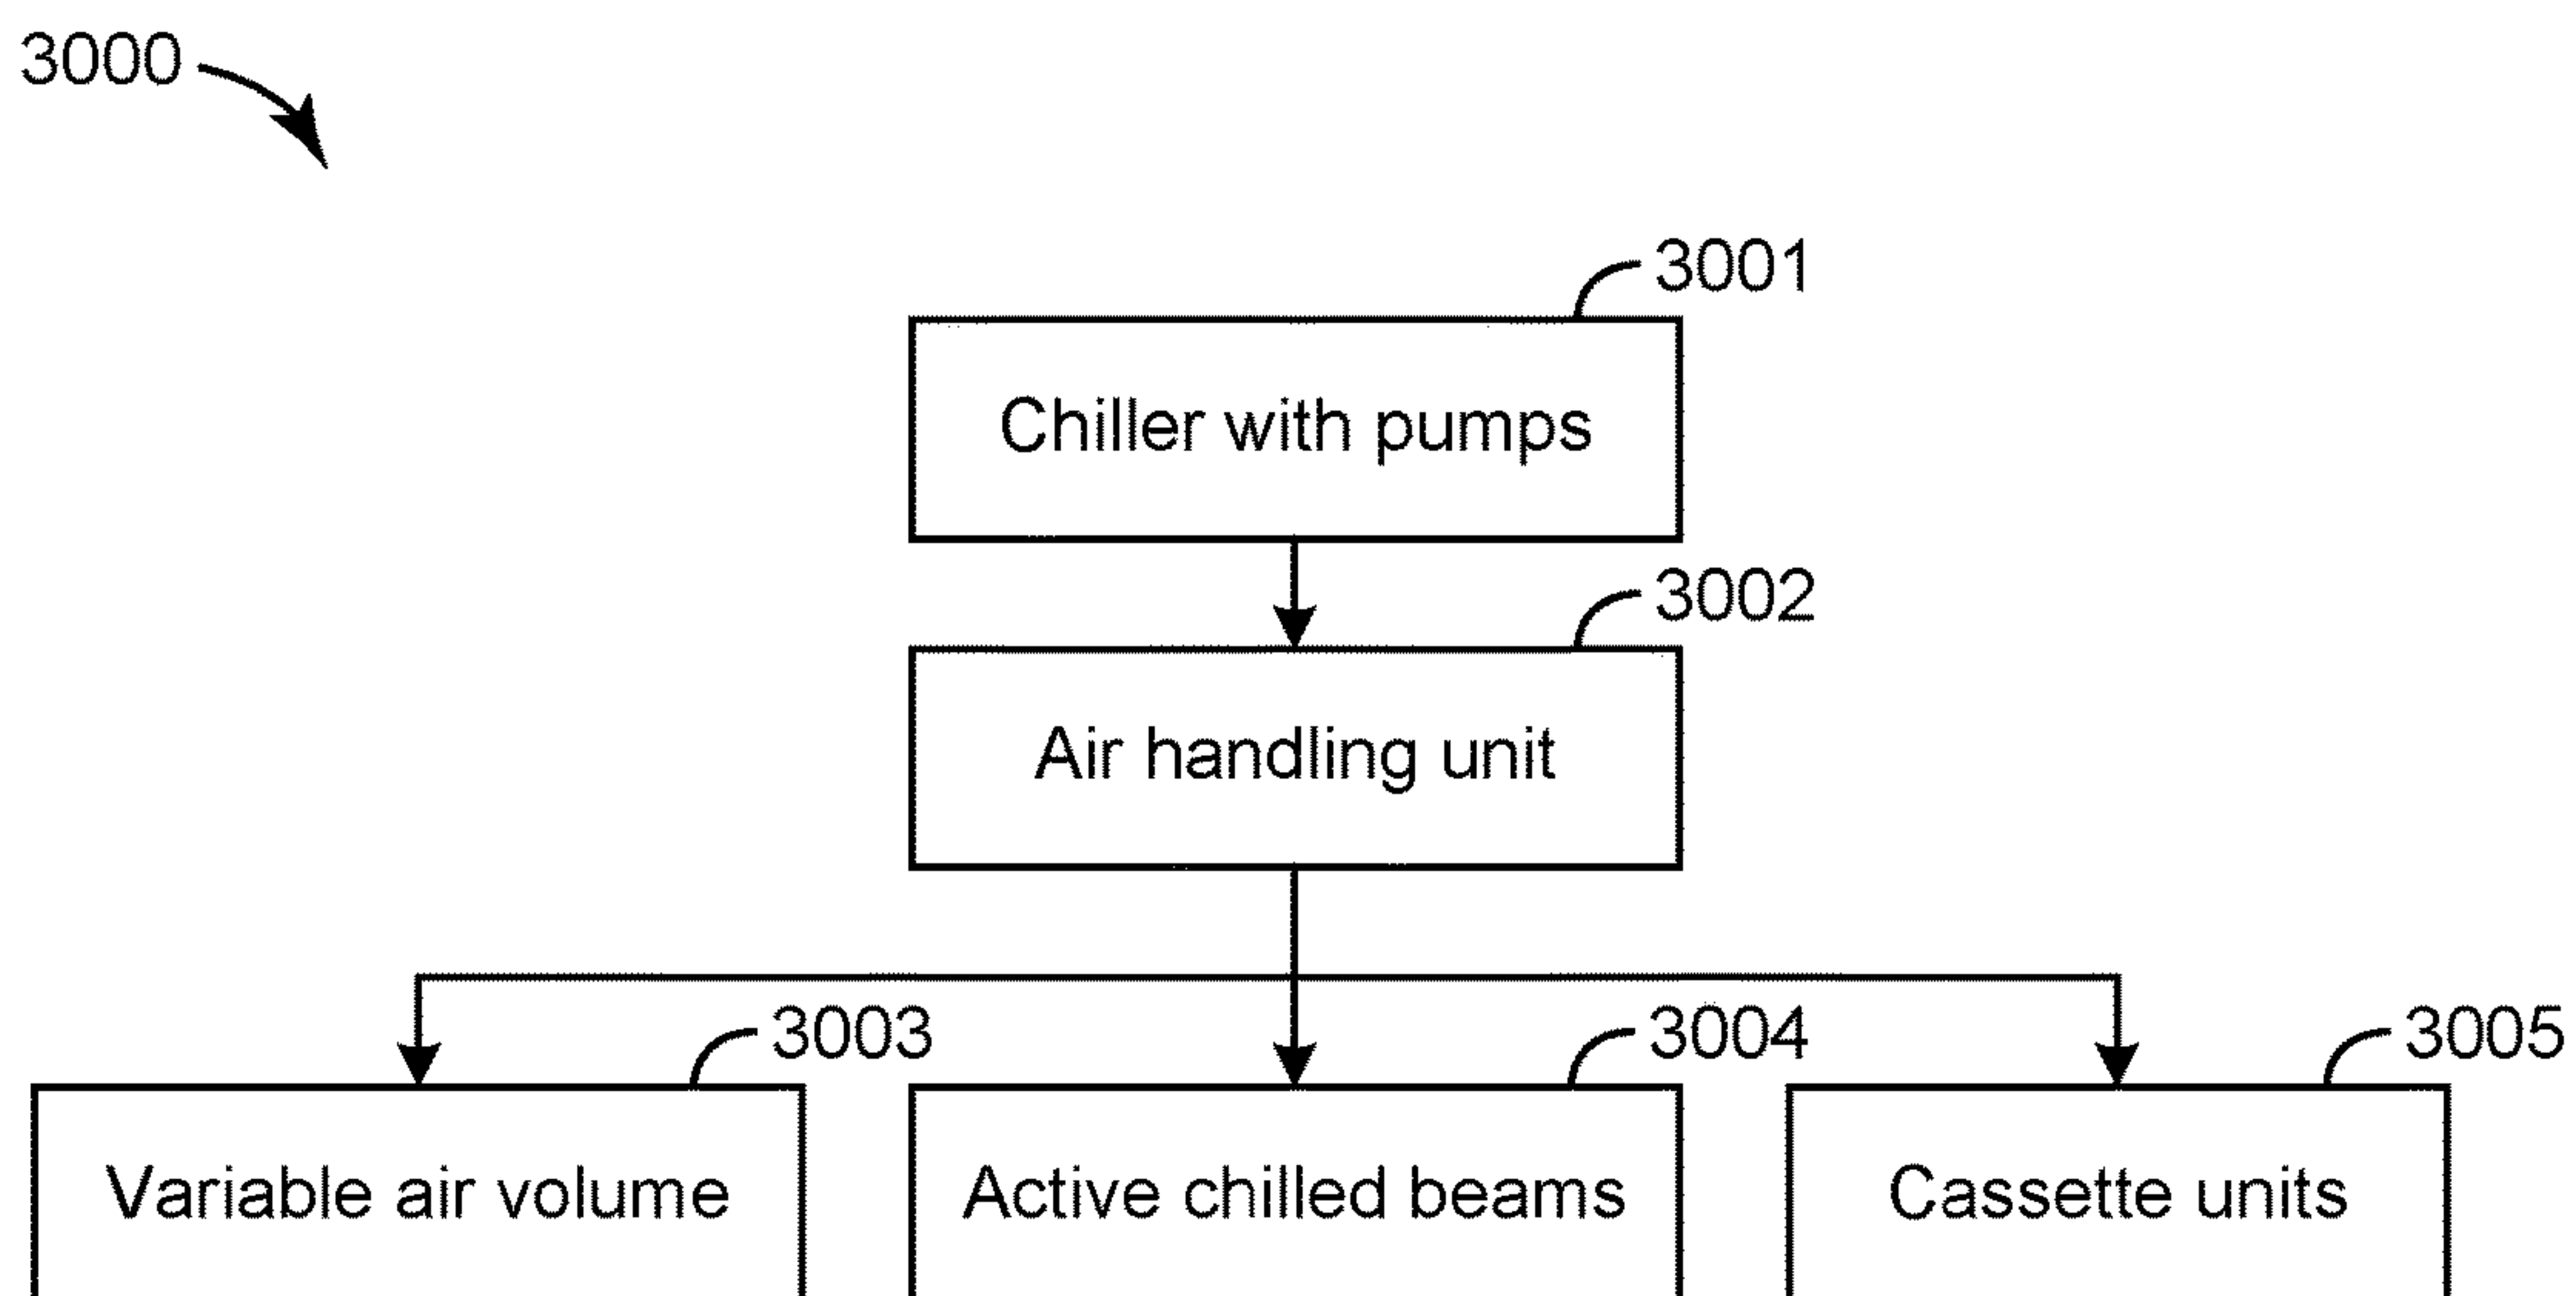 3000
3001
Chiller with pumps
3002
Air handling unit
3003
3004
3005
Variable air volume
Active chilled beams
Cassette units